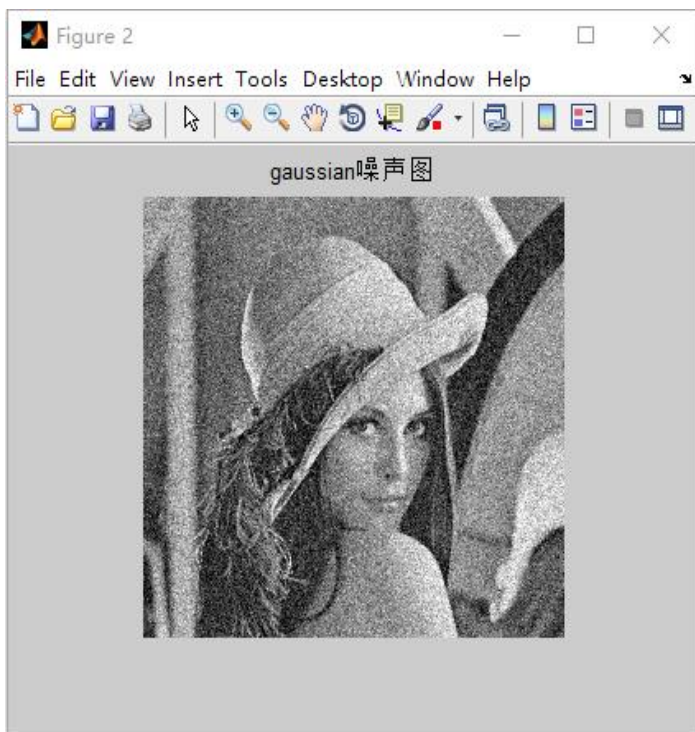 Figure 2
File Edit View Insert Tools Desktop Window Help
gaussian噪声图